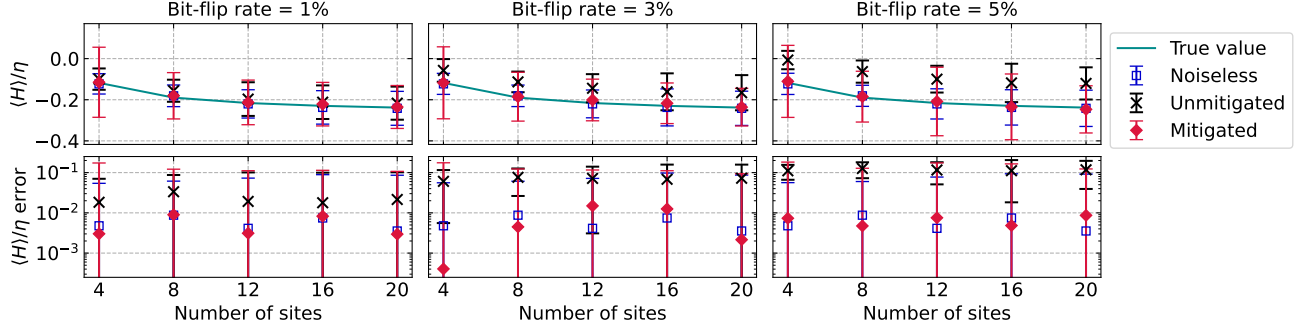 Bit-flip rate = 1%
Bit-flip rate = 3%
Bit-flip rate = 5%
⟨H⟩/η
0.0
−0.2
−0.4
True value
Noiseless
Unmitigated
Mitigated
⟨H⟩/η error
10⁻¹
10⁻²
10⁻³
4 8 12 16 20
4 8 12 16 20
4 8 12 16 20
Number of sites
Number of sites
Number of sites